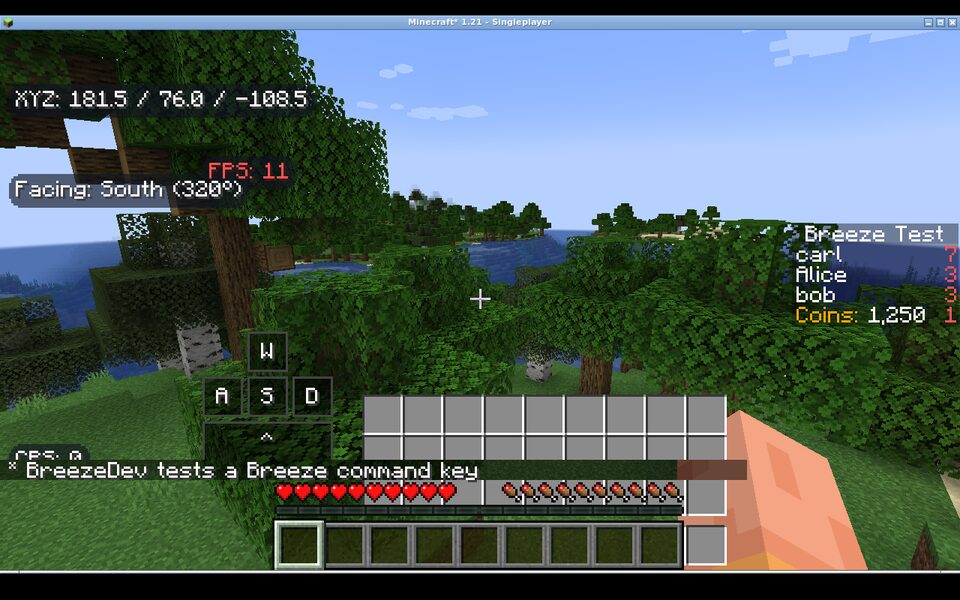 Minecraft* 1.21 - Singleplayer
XYZ: 181.5 / 76.0 / -108.5
FPS: 11
Facing: South (320°)
Breeze Test
carl 7
Alice 3
bob 3
Coins: 1,250 1
W
A S D
^
CPS: 0
* BreezeDev tests a Breeze command key